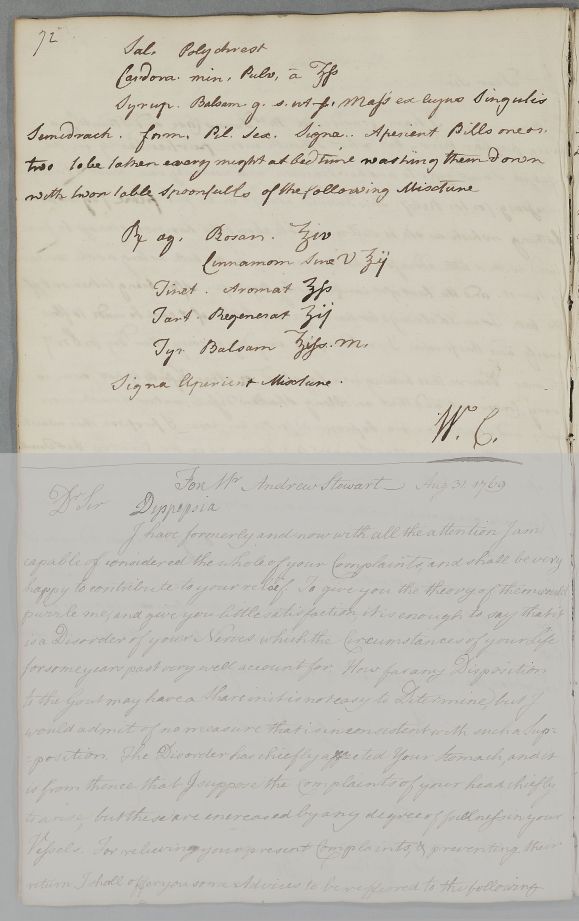 72
Sal. Polychrest
Cardom. min. Pulv. ā ʒſs
Syrup. Balsam q. s. ut f. Maſs ex cujus Singulis
Semidrach. form. Pil. Sex. Signa. Aperient Pills one or
two to be taken every night at bed time washing them down
with two table spoonfulls of the following Mixture
℞ aq. Rosar. ℥iv
Cinnamom Sine V ℥ij
Tinct. Aromat ℥ſs
Tart Regenerat ʒij
Syr Balsam ℥iſs. m.
Signa Aperient Mixture.
W. C.
For Mr Andrew Stewart Aug 31 1769
Dr Sir Dyspepsia
I have formerly and now with all the attention I am
capable of considered the whole of your Complaints, and shall be very
happy to contribute to your relief. To give you the theory of them would
puzzle me, and give you little satisfaction, it is enough to say that it
is a Disorder of your Nerves which the Circumstances of your life
for some years past very well account for. How far any Disposition
to the Gout may have a Share in it is not easy to Ditermine, but I
would admit of no measure that is inconsistent with such a Sup-
-position. The Disorder has chiefly affected Your Stomach, and it
is from thence that I suppose the Complaints of your head chiefly
to arise, but these are encreased by any degree of fullneſs in your
Veſsels. For relieving your present Complaints, & preventing their
return I shall offer you some Advices to be reffered to the following